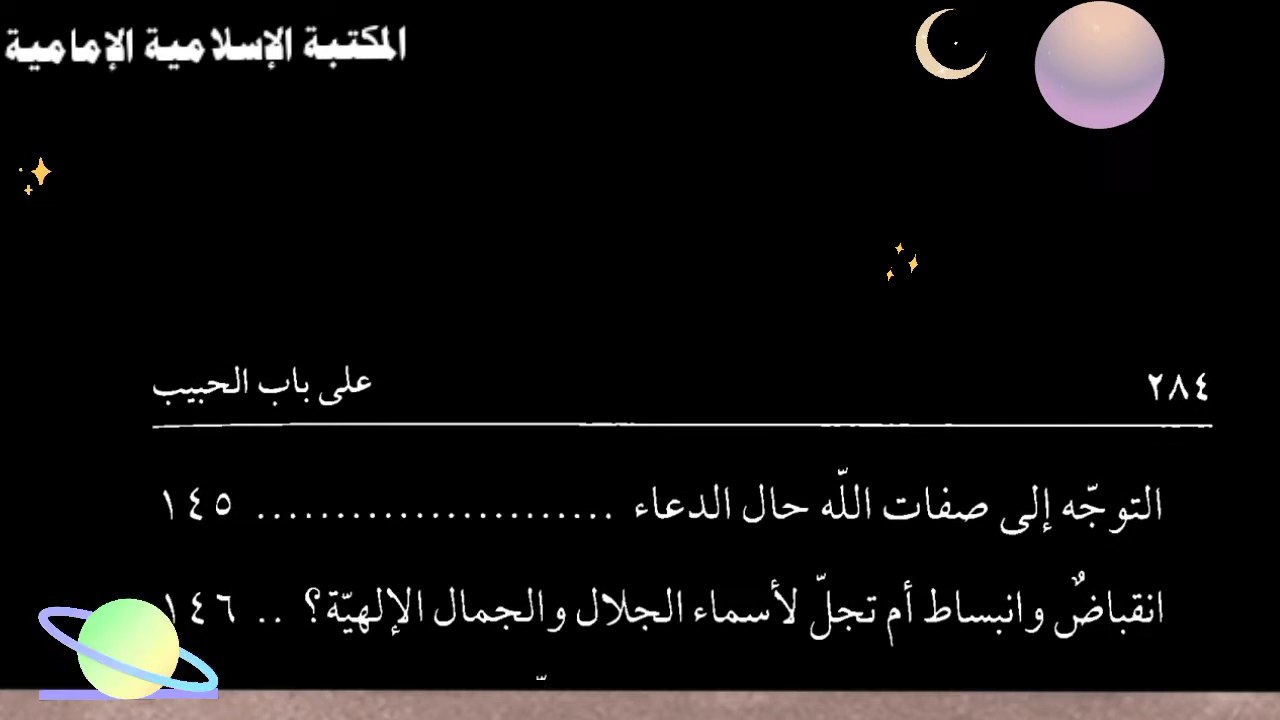 المكتبة الإسلامية الإمامية
٢٨٤ على باب الحبيب
التوجّه إلى صفات اللّه حال الدعاء ....................... ١٤٥
انقباضٌ وانبساط أم تجلّ لأسماء الجلال والجمال الإلهيّة؟ .. ١٤٦